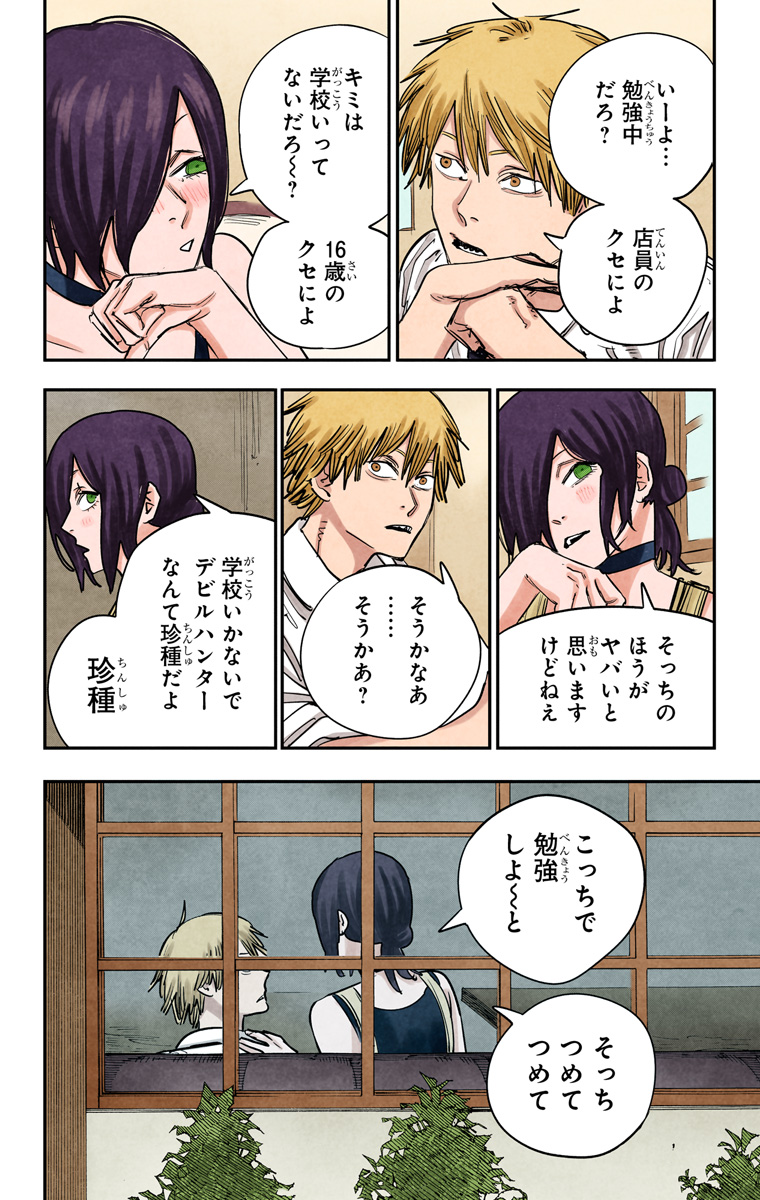 いーよ…
勉強中
だろ?
店員の
クセによ
キミは
学校いって
ないだろ〜?
16歳の
クセによ
そっちの
ほうが
ヤバいと
思います
けどねえ
そうかなあ
……
そうかあ?
学校いかないで
デビルハンター
なんて珍種だよ
珍種
こっちで
勉強
しよ〜と
そっち
つめて
つめて